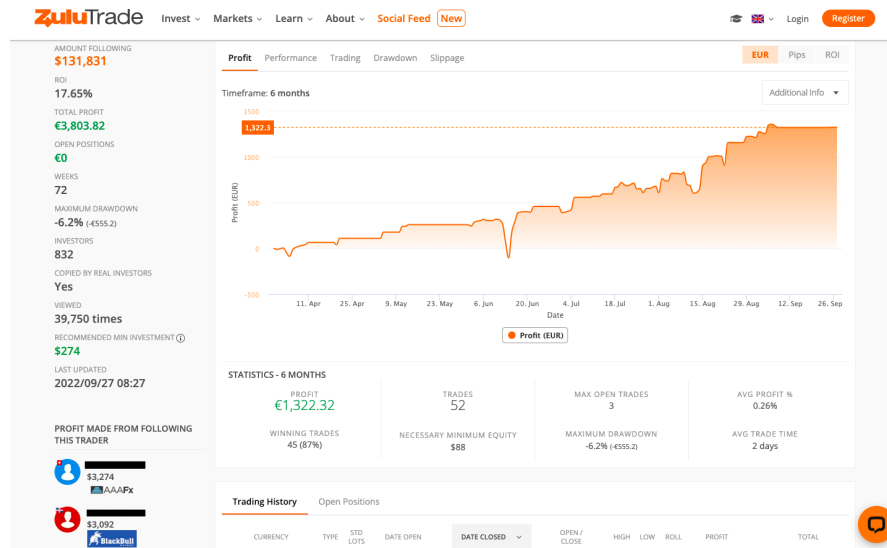 ZuluTrade
Invest Markets Learn About Social Feed New Login Register
AMOUNT FOLLOWING
$131,831
ROI
17.65%
TOTAL PROFIT
€3,803.82
OPEN POSITIONS
€0
WEEKS
72
MAXIMUM DRAWDOWN
-6.2% (-€555.2)
INVESTORS
832
COPIED BY REAL INVESTORS
Yes
VIEWED
39,750 times
RECOMMENDED MIN INVESTMENT
$274
LAST UPDATED
2022/09/27 08:27
PROFIT MADE FROM FOLLOWING
THIS TRADER
$3,274
AAAFx
$3,092
BlackBull
Profit Performance Trading Drawdown Slippage
EUR Pips ROI
Timeframe: 6 months
Additional Info
1500
1,322.3
1000
500
0
-500
Profit (EUR)
11. Apr 25. Apr 9. May 23. May 6. Jun 20. Jun 4. Jul 18. Jul 1. Aug 15. Aug 29. Aug 12. Sep 26. Sep
Date
Profit (EUR)
STATISTICS - 6 MONTHS
PROFIT
€1,322.32
TRADES
52
MAX OPEN TRADES
3
AVG PROFIT %
0.26%
WINNING TRADES
45 (87%)
NECESSARY MINIMUM EQUITY
$88
MAXIMUM DRAWDOWN
-6.2% (-€555.2)
AVG TRADE TIME
2 days
Trading History Open Positions
CURRENCY TYPE STD LOTS DATE OPEN DATE CLOSED OPEN / CLOSE HIGH LOW ROLL PROFIT TOTAL